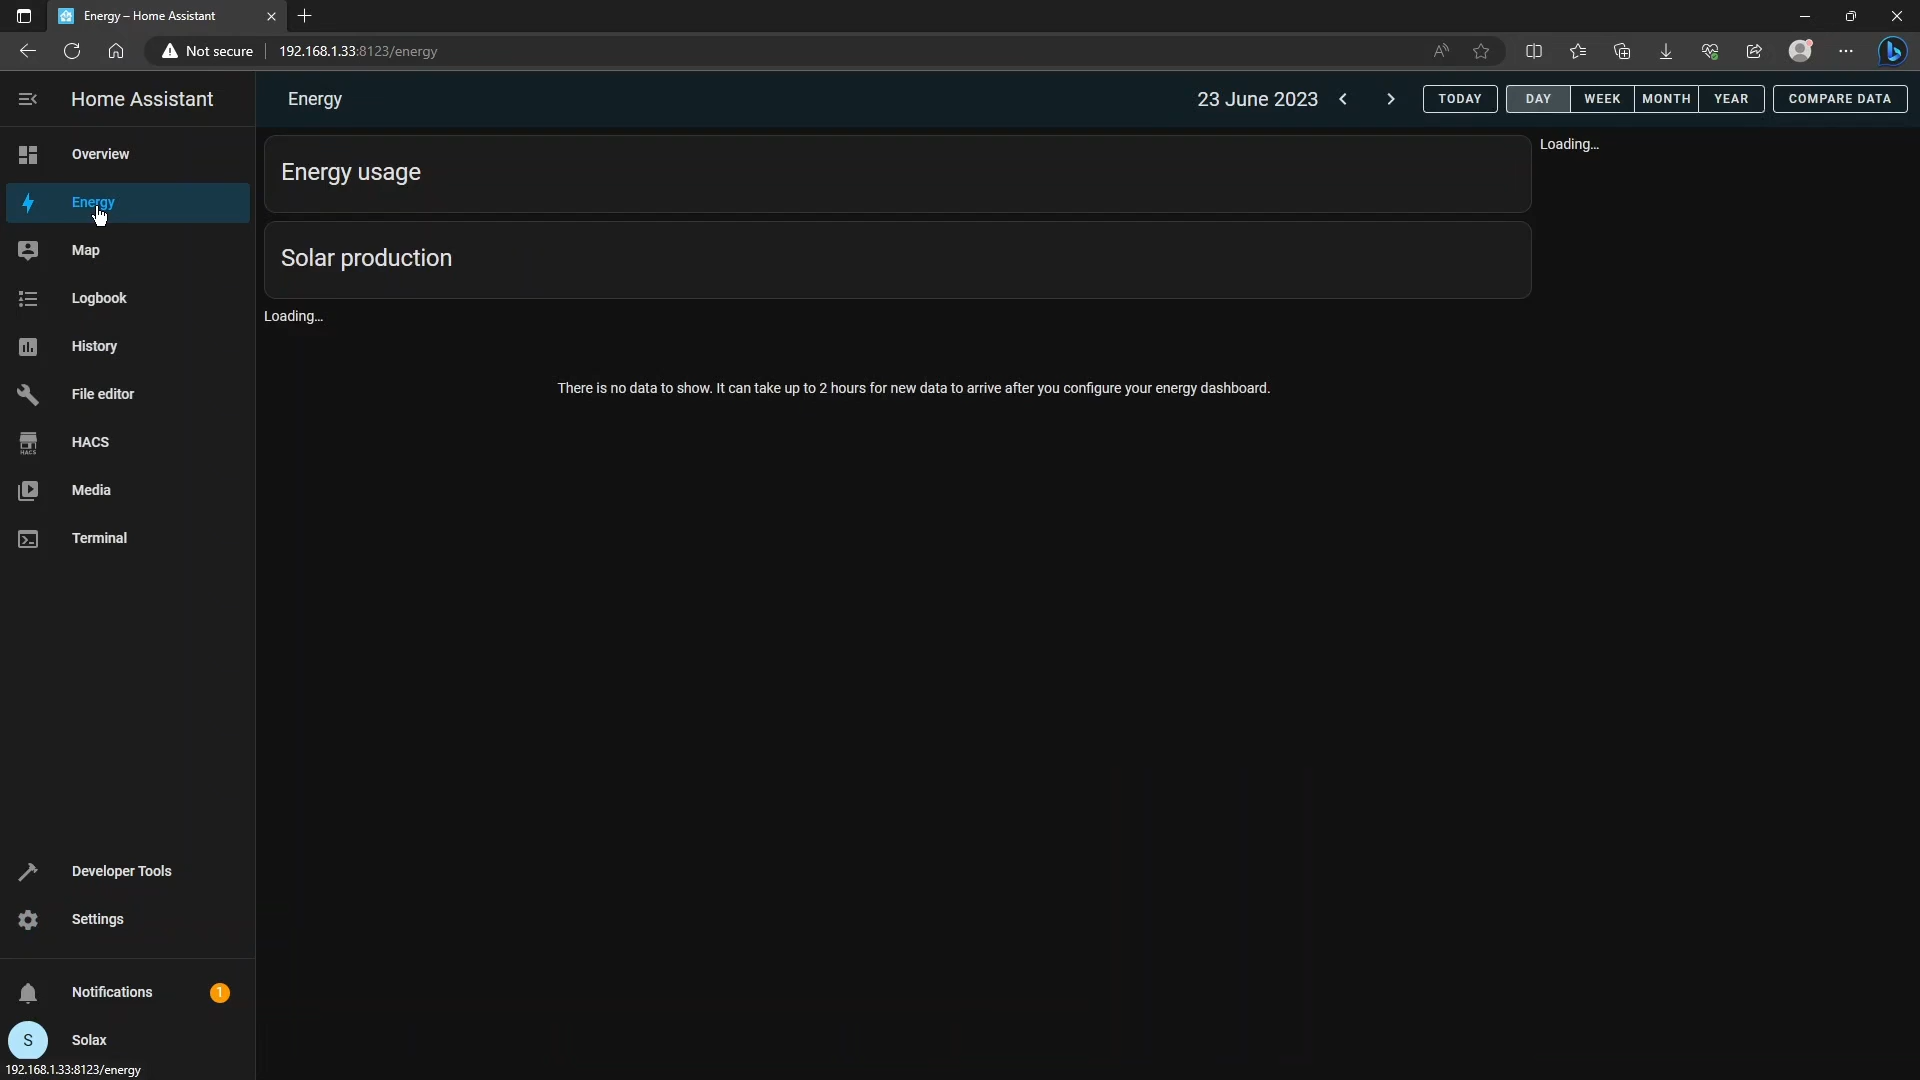 Energy – Home Assistant
Not secure
192.168.1.33:8123/energy
Home Assistant
Energy
23 June 2023
TODAY
DAY
WEEK
MONTH
YEAR
COMPARE DATA
Overview
Energy
Map
Logbook
History
File editor
HACS
HACS
Media
Terminal
Energy usage
Solar production
Loading...
Loading...
There is no data to show. It can take up to 2 hours for new data to arrive after you configure your energy dashboard.
Developer Tools
Settings
Notifications
1
S
Solax
192.168.1.33:8123/energy